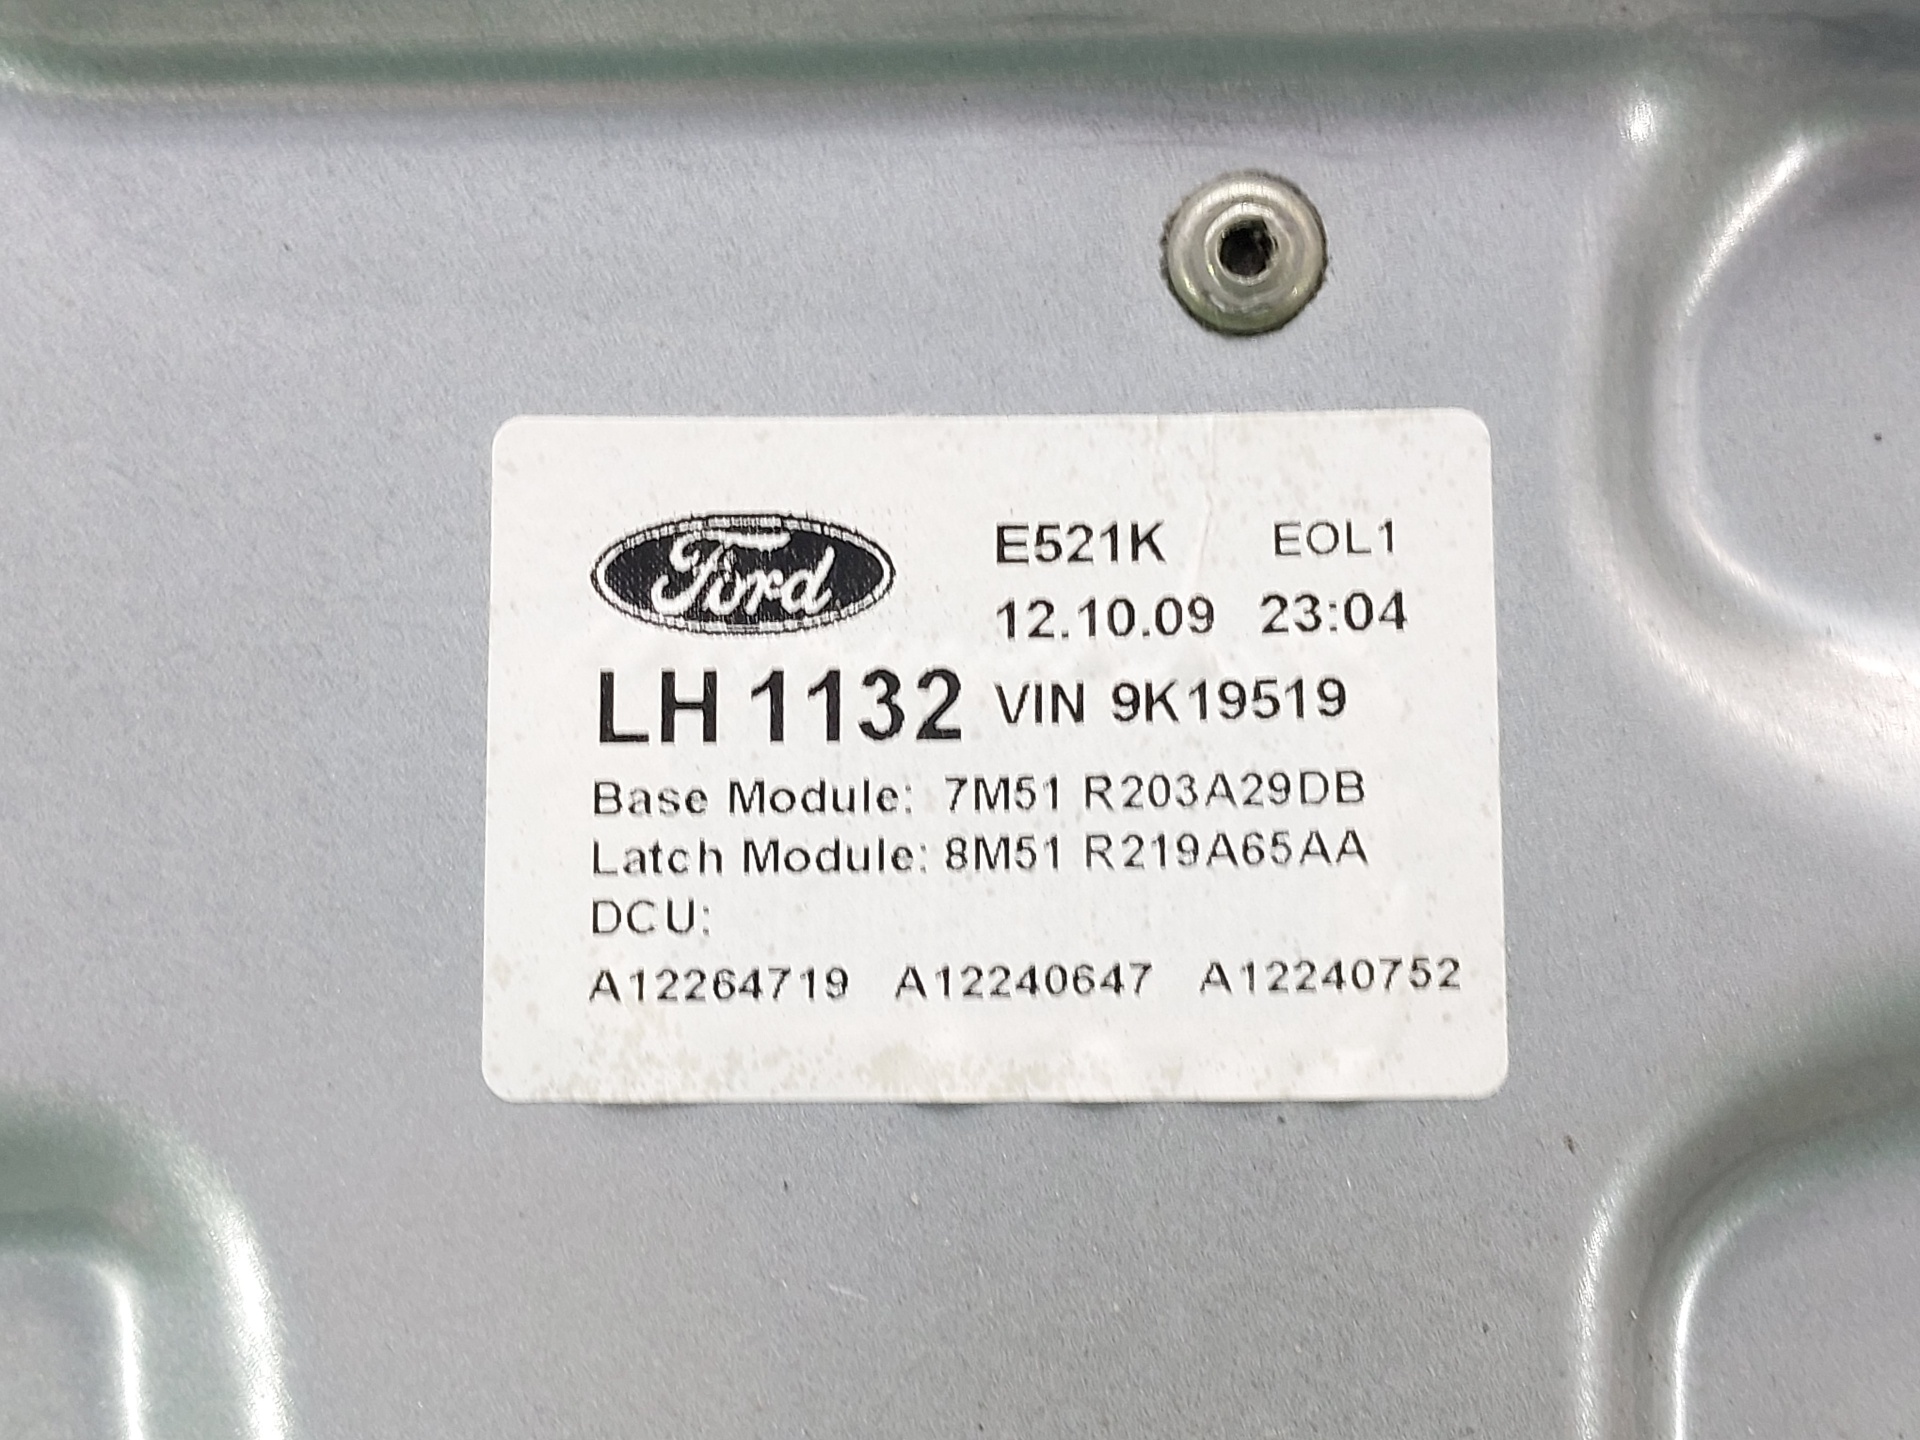 Ford E521K EOL1
12.10.09 23:04
LH 1132 VIN 9K19519
Base Module: 7M51 R203A29DB
Latch Module: 8M51 R219A65AA
DCU:
A12264719 A12240647 A12240752